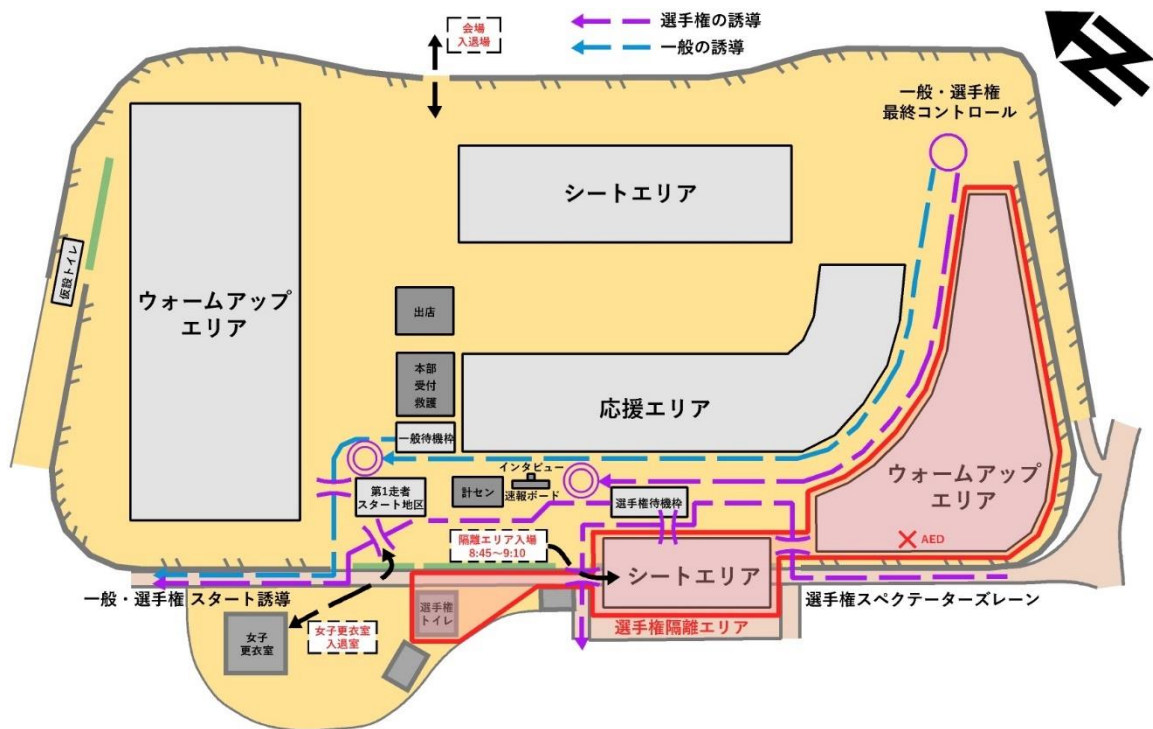 会場
入退場
選手権の誘導
一般の誘導
N
一般・選手権
最終コントロール
シートエリア
仮設トイレ
ウォームアップ
エリア
出店
本部
受付
救護
応援エリア
一般待機枠
インタビュー
速報ボード
計セン
第1走者
スタート地区
選手権待機枠
ウォームアップ
エリア
AED
隔離エリア入場
8:45～9:10
シートエリア
一般・選手権 スタート誘導
選手権スペクテーターズレーン
選手権
トイレ
選手権隔離エリア
女子
更衣室
女子更衣室
入退室